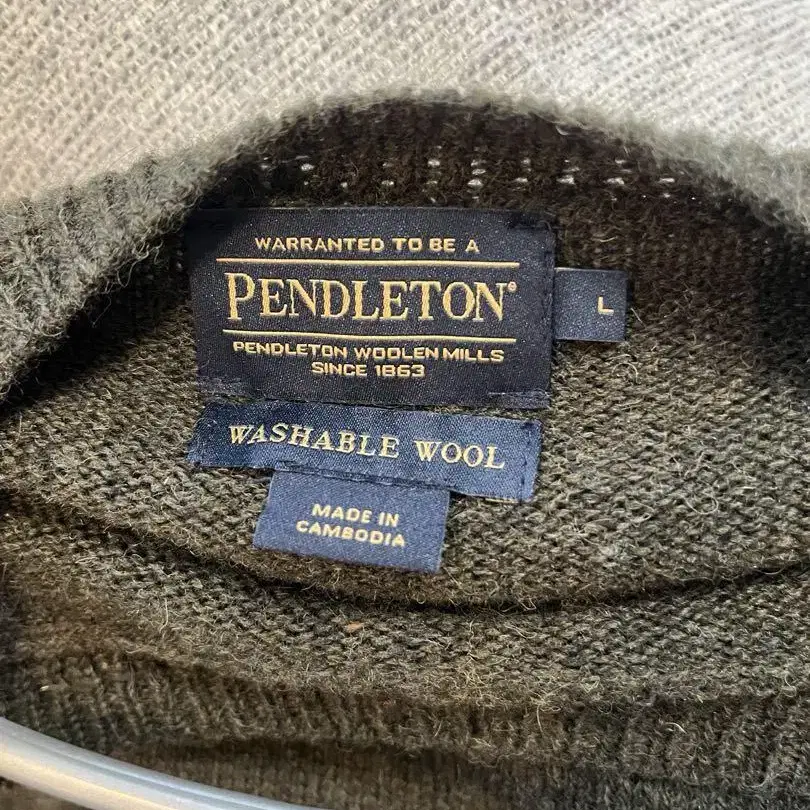 WARRANTED TO BE A
PENDLETON®
L
PENDLETON WOOLEN MILLS
SINCE 1863
WASHABLE WOOL
MADE IN
CAMBODIA